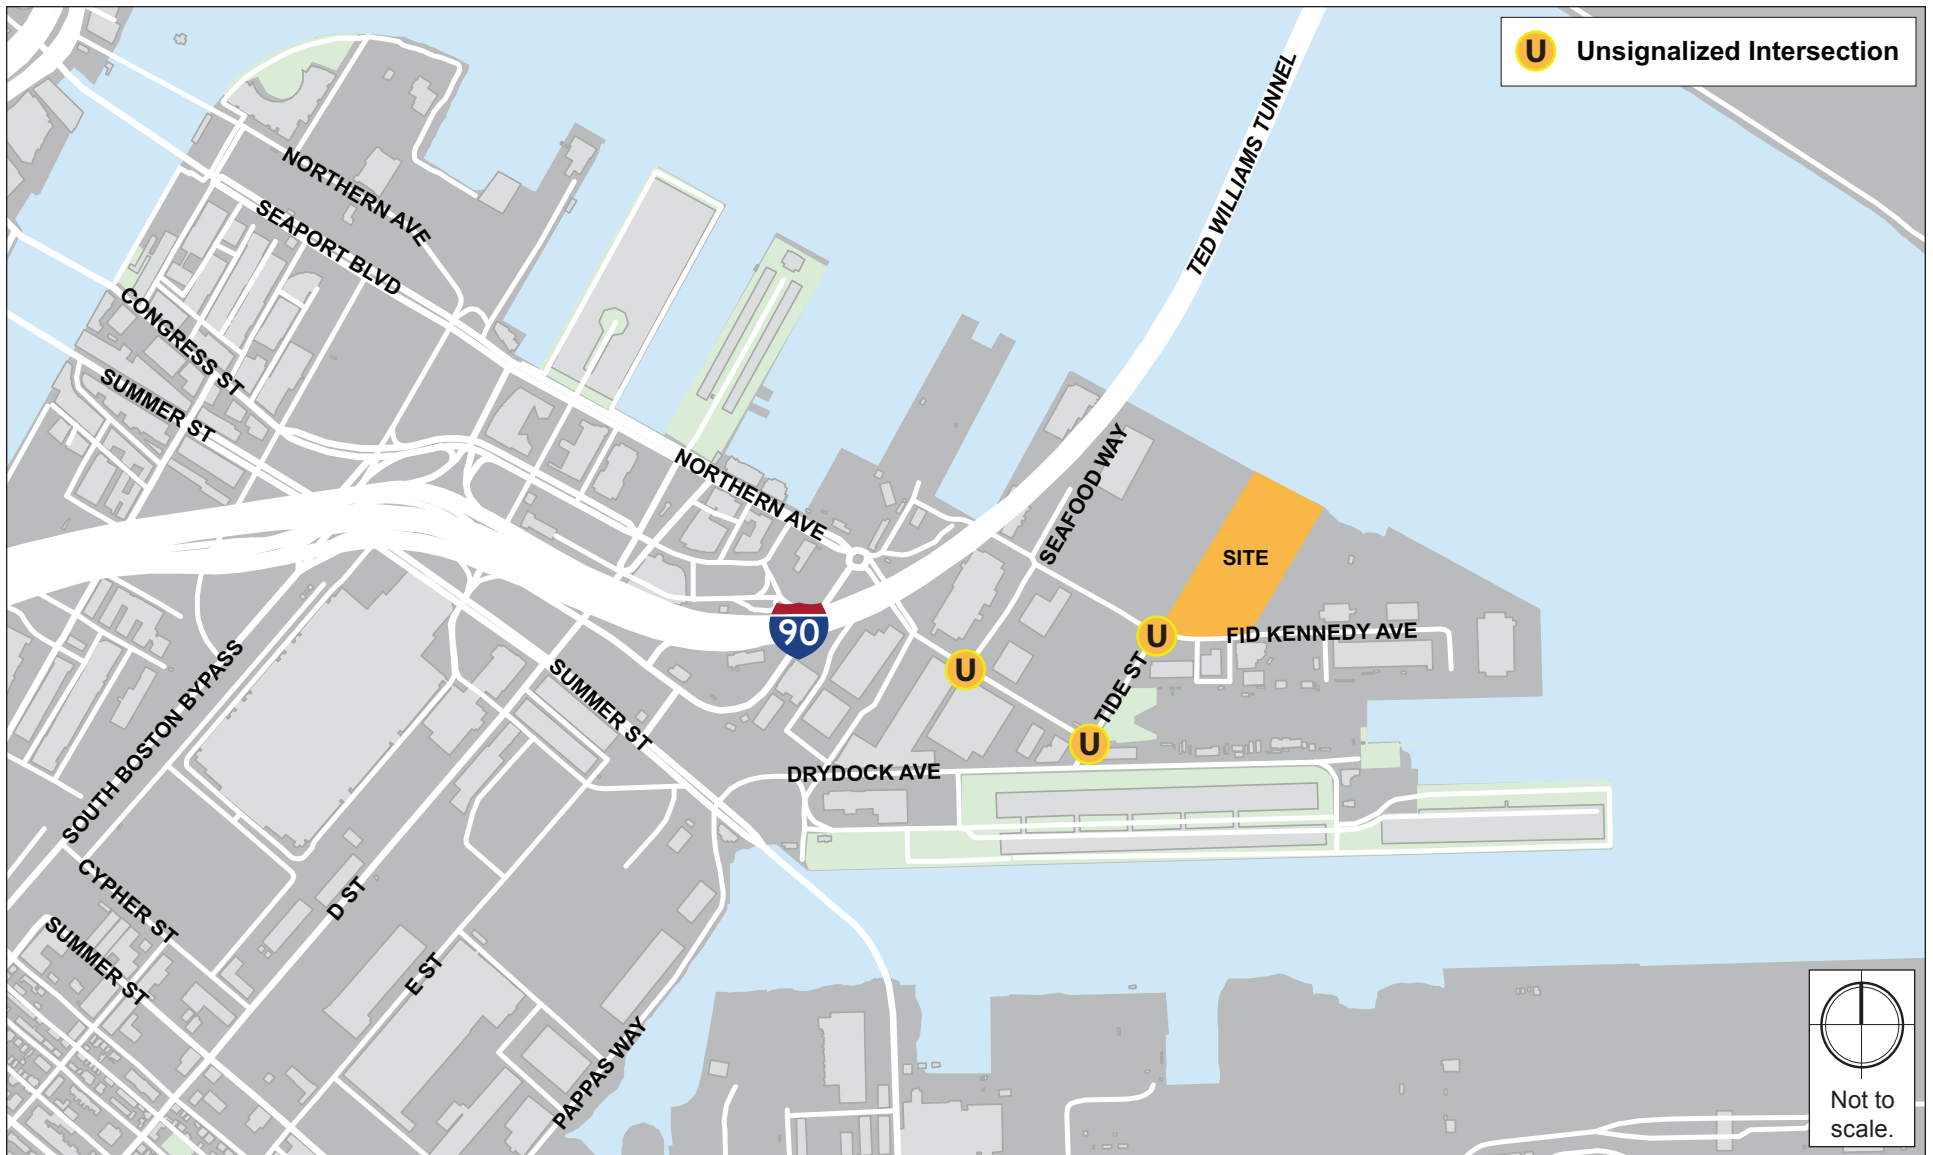 U Unsignalized Intersection
TED WILLIAMS TUNNEL
NORTHERN AVE
SEAPORT BLVD
CONGRESS ST
SUMMER ST
NORTHERN AVE
SEAFOOD WAY
SITE
90
U
FID KENNEDY AVE
U
TIDE ST
U
SOUTH BOSTON BYPASS
SUMMER ST
DRYDOCK AVE
CYPHER ST
D ST
SUMMER ST
E ST
PAPPAS WAY
Not to
scale.